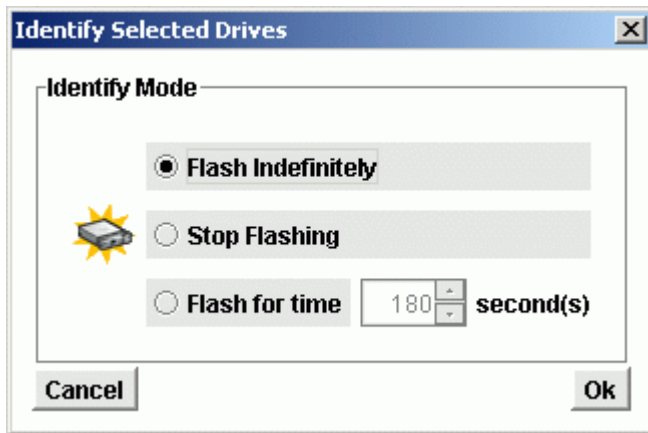 Identify Selected Drives
Identify Mode
Flash Indefinitely
Stop Flashing
Flash for time 180 second(s)
Cancel Ok